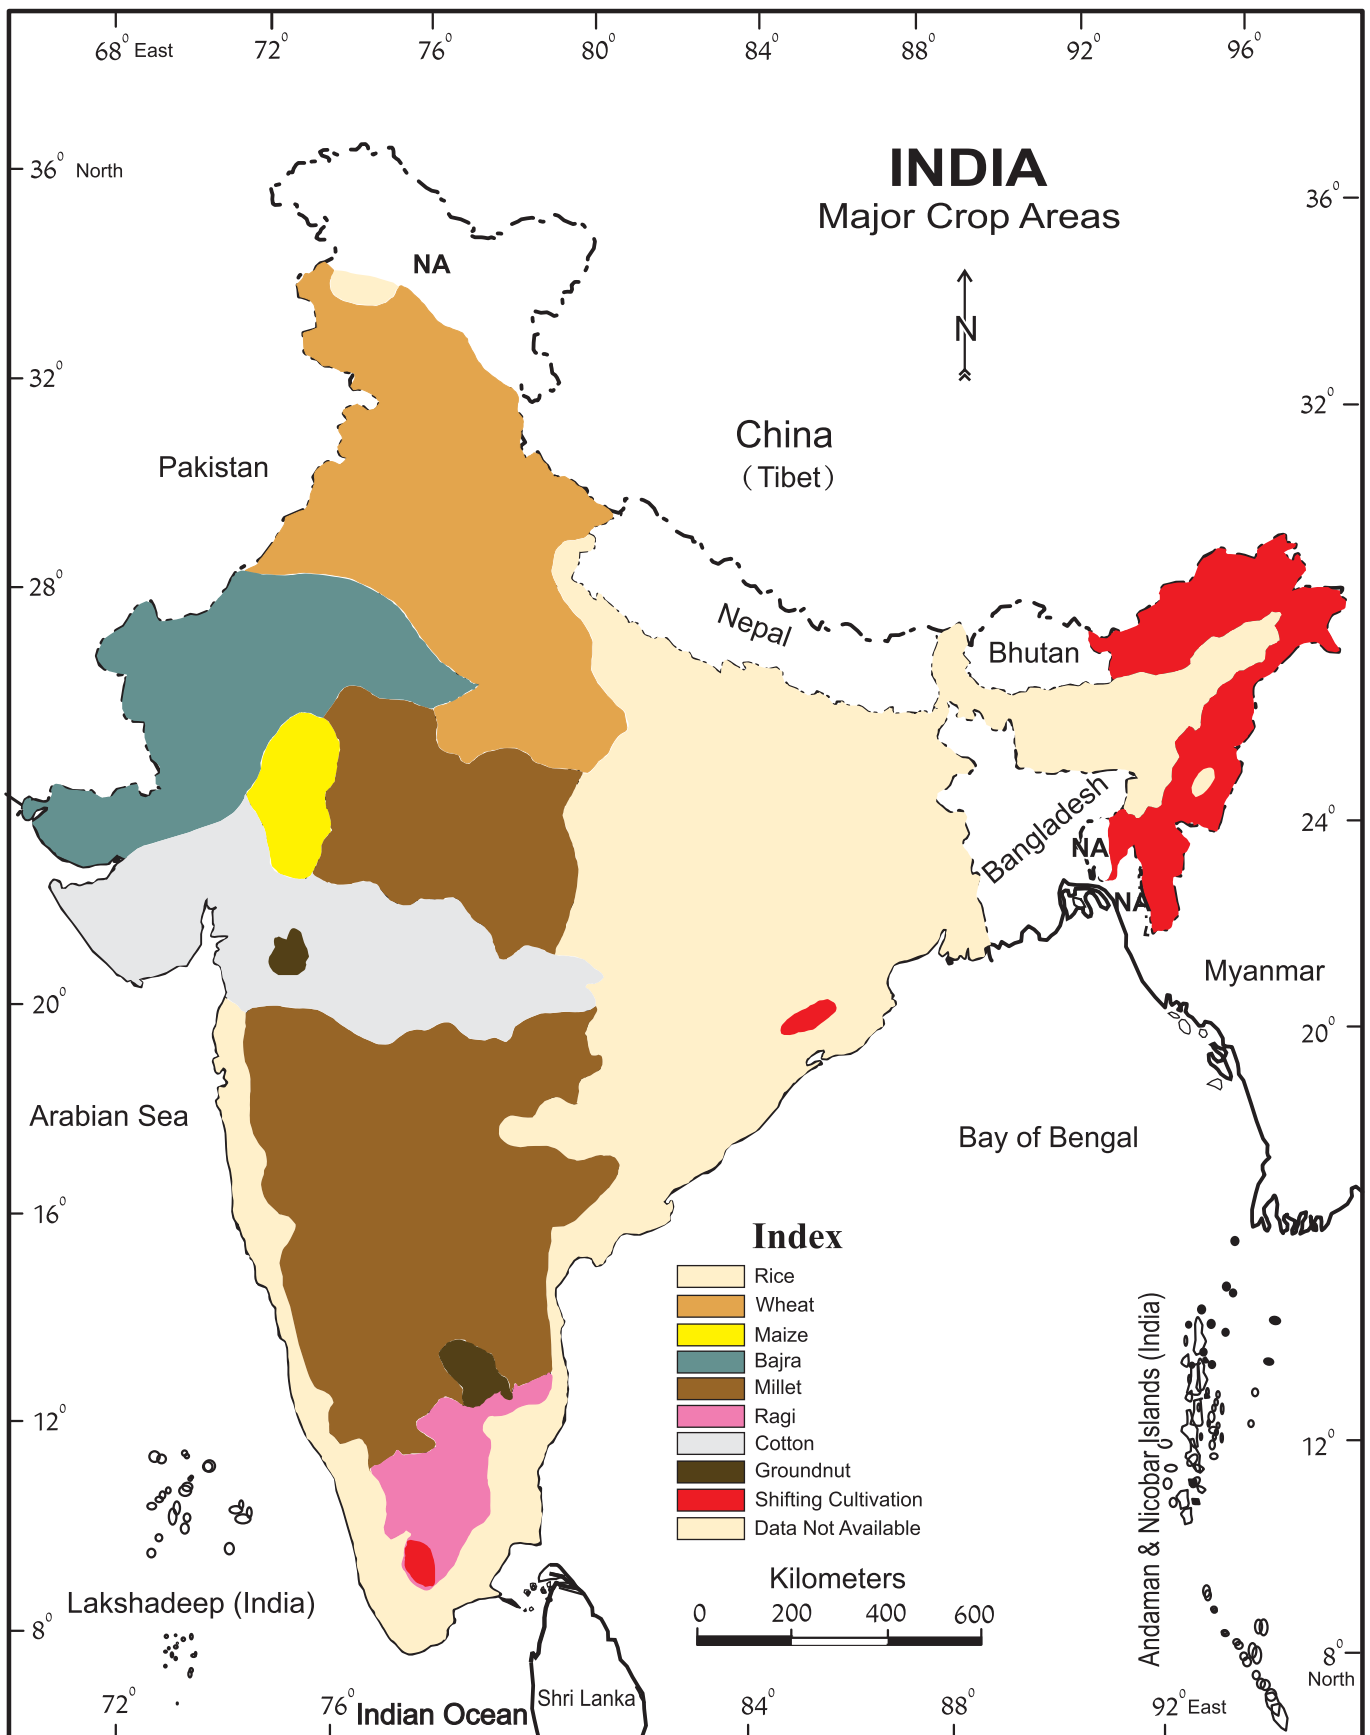 68° East 72° 76° 80° 84° 88° 92° 96°
36° North
INDIA
Major Crop Areas
36°
NA
N
32°
32°
China
(Tibet)
Pakistan
28°
Nepal
Bhutan
24°
Bangladesh
NA
NA
Myanmar
20°
20°
Arabian Sea
Bay of Bengal
16°
Index
Rice
Wheat
Maize
Bajra
Millet
Ragi
Cotton
Groundnut
Shifting Cultivation
Data Not Available
12°
12°
Andaman & Nicobar Islands (India)
Kilometers
0 200 400 600
Lakshadeep (India)
8°
8°
North
Shri Lanka
Indian Ocean
72° 76° 84° 88° 92° East